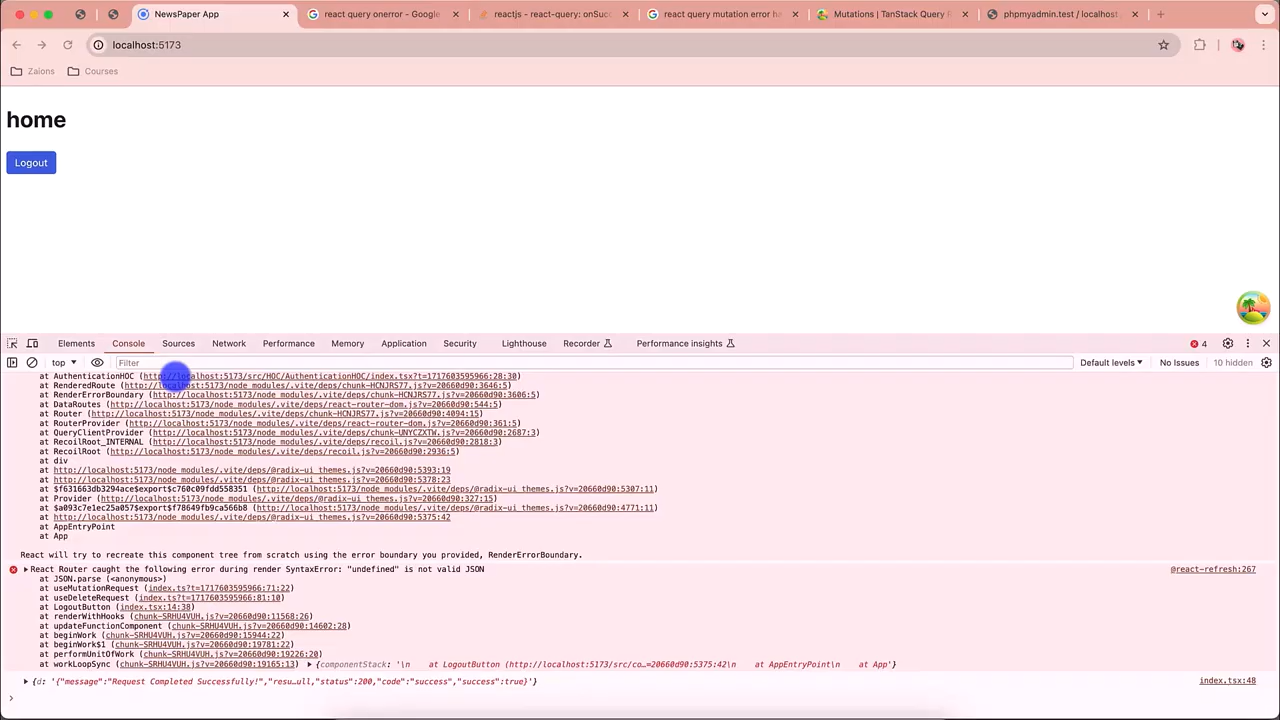 NewsPaper App
react query onerror - Google
reactjs - react-query: onSuc
react query mutation error ha
Mutations | TanStack Query R
phpmyadmin.test / localhost
localhost:5173
Zaions
Courses
home
Logout
Elements
Console
Sources
Network
Performance
Memory
Application
Security
Lighthouse
Recorder
Performance insights
4
top
Filter
Default levels
No Issues
10 hidden
at AuthenticationHOC (http://localhost:5173/src/HOC/AuthenticationHOC/index.tsx?t=1717603595966:28:30)
at RenderedRoute (http://localhost:5173/node_modules/.vite/deps/chunk-HCNJRS77.js?v=20660d90:3646:5)
at RenderErrorBoundary (http://localhost:5173/node_modules/.vite/deps/chunk-HCNJRS77.js?v=20660d90:3606:5)
at DataRoutes (http://localhost:5173/node_modules/.vite/deps/react-router-dom.js?v=20660d90:544:5)
at Router (http://localhost:5173/node_modules/.vite/deps/chunk-HCNJRS77.js?v=20660d90:4094:15)
at RouterProvider (http://localhost:5173/node_modules/.vite/deps/react-router-dom.js?v=20660d90:361:5)
at QueryClientProvider (http://localhost:5173/node_modules/.vite/deps/chunk-UNYCZXTW.js?v=20660d90:2687:3)
at RecoilRoot_INTERNAL (http://localhost:5173/node_modules/.vite/deps/recoil.js?v=20660d90:2818:3)
at RecoilRoot (http://localhost:5173/node_modules/.vite/deps/recoil.js?v=20660d90:2936:5)
at div
at http://localhost:5173/node_modules/.vite/deps/@radix-ui_themes.js?v=20660d90:5393:19
at http://localhost:5173/node_modules/.vite/deps/@radix-ui_themes.js?v=20660d90:5378:23
at $f631663db3294ace$export$c760c09fdd558351 (http://localhost:5173/node_modules/.vite/deps/@radix-ui_themes.js?v=20660d90:5307:11)
at Provider (http://localhost:5173/node_modules/.vite/deps/@radix-ui_themes.js?v=20660d90:327:15)
at $a093c7e1ec25a057$export$f78649fb9ca566b8 (http://localhost:5173/node_modules/.vite/deps/@radix-ui_themes.js?v=20660d90:4771:11)
at http://localhost:5173/node_modules/.vite/deps/@radix-ui_themes.js?v=20660d90:5375:42
at AppEntryPoint
at App
React will try to recreate this component tree from scratch using the error boundary you provided, RenderErrorBoundary.
React Router caught the following error during render SyntaxError: "undefined" is not valid JSON
@react-refresh:267
at JSON.parse (<anonymous>)
at useMutationRequest (index.ts?t=1717603595966:71:22)
at useDeleteRequest (index.ts?t=1717603595966:81:10)
at LogoutButton (index.tsx:14:38)
at renderWithHooks (chunk-SRHU4VUH.js?v=20660d90:11568:26)
at updateFunctionComponent (chunk-SRHU4VUH.js?v=20660d90:14602:28)
at beginWork (chunk-SRHU4VUH.js?v=20660d90:15944:22)
at beginWork$1 (chunk-SRHU4VUH.js?v=20660d90:19781:22)
at performUnitOfWork (chunk-SRHU4VUH.js?v=20660d90:19226:20)
at workLoopSync (chunk-SRHU4VUH.js?v=20660d90:19165:13) {componentStack: '\n    at LogoutButton (http://localhost:5173/src/co…=20660d90:5375:42\n    at AppEntryPoint\n    at App'}
{d: '{"message":"Request Completed Successfully!","resu…ull,"status":200,"code":"success","success":true}'}
index.tsx:48